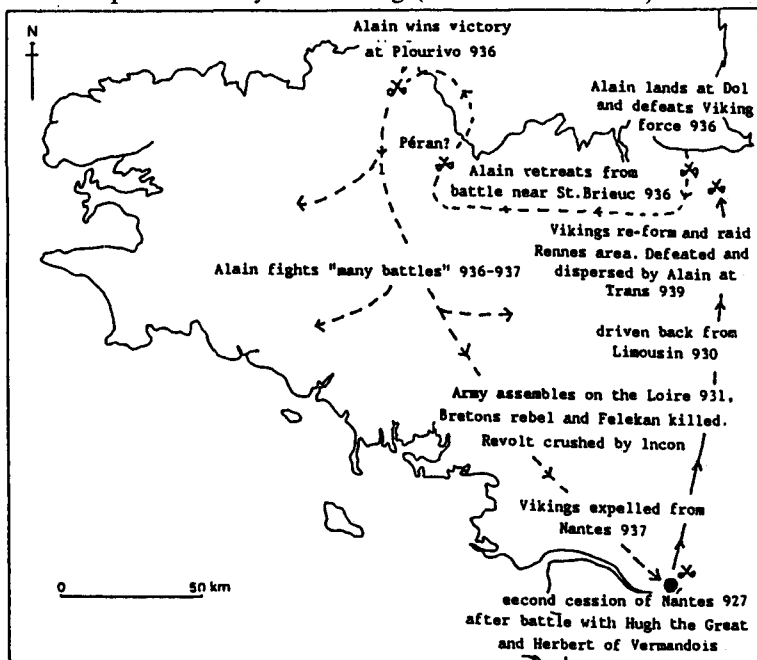 Alain wins victory
at Plourivo 936
N
Alain lands at Dol
and defeats Viking
force 936
Péran?
Alain retreats from
battle near St.Brieuc 936
Vikings re-form and raid
Rennes area. Defeated and
dispersed by Alain at
Trans 939
Alain fights "many battles" 936-937
driven back from
Limousin 930
Army assembles on the Loire 931.
Bretons rebel and Felekan killed.
Revolt crushed by Incon
Vikings expelled from
Nantes 937
0 50 km
second cession of Nantes 927
after battle with Hugh the Great
and Herbert of Vermandois